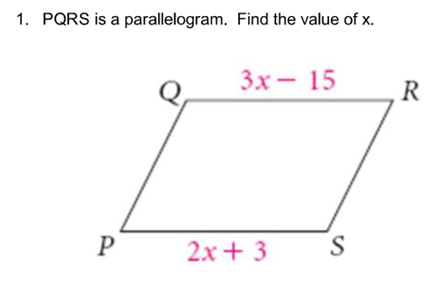 1. PQRS is a parallelogram. Find the value of x.
3x − 15
Q
R
P
2x + 3
S